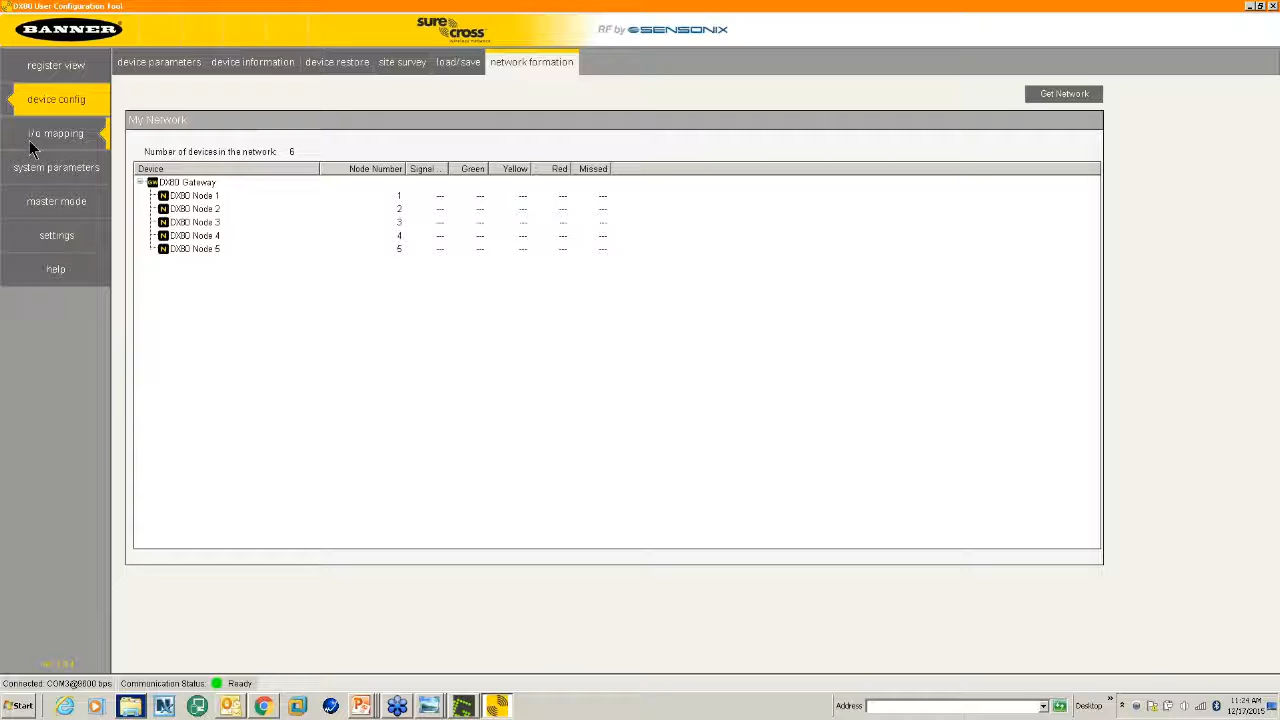 DX80 User Configuration Tool
BANNER
sure cross
wireless network
RF by SENSONIX
register view
device config
i/o mapping
system parameters
master mode
settings
help
device parameters
device information
device restore
site survey
load/save
network formation
Get Network
My Network
Number of devices in the network: 6
Device Node Number Signal ... Green Yellow Red Missed
DX80 Gateway
DX80 Node 1 1 --- --- --- --- ---
DX80 Node 2 2 --- --- --- --- ---
DX80 Node 3 3 --- --- --- --- ---
DX80 Node 4 4 --- --- --- --- ---
DX80 Node 5 5 --- --- --- --- ---
Connected: COM3@9600 bps Communication Status: Ready
Start
Address
Desktop
11:24 AM
12/17/2015